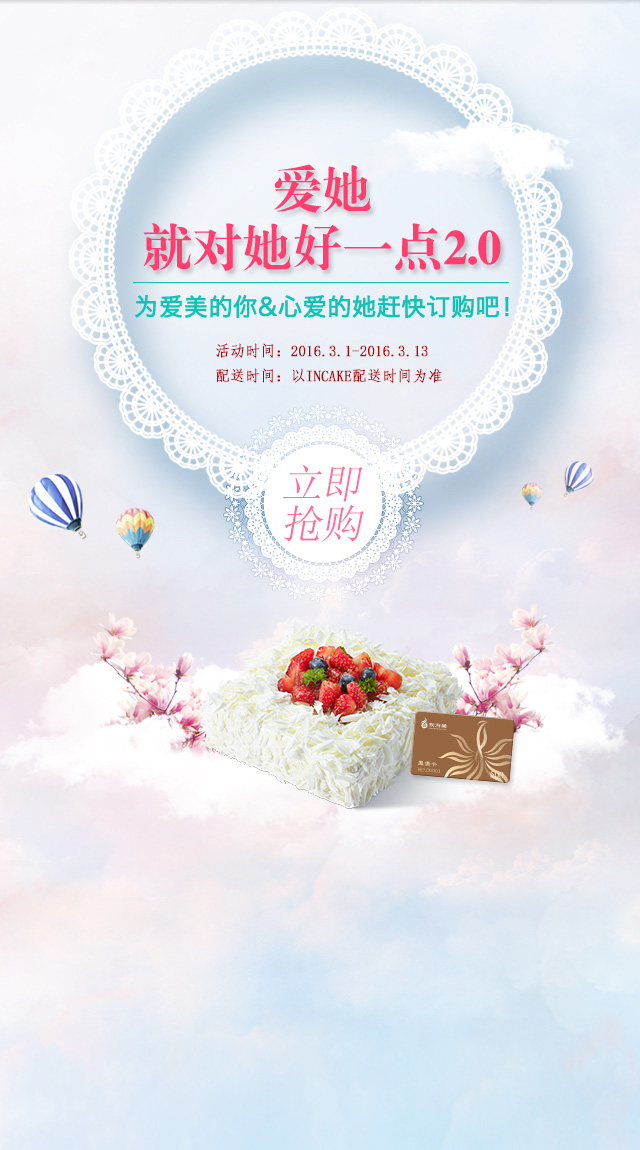 爱她
就对她好一点2.0
为爱美的你&心爱的她赶快订购吧！
活动时间：2016.3.1-2016.3.13
配送时间：以INCAKE配送时间为准
立即
抢购